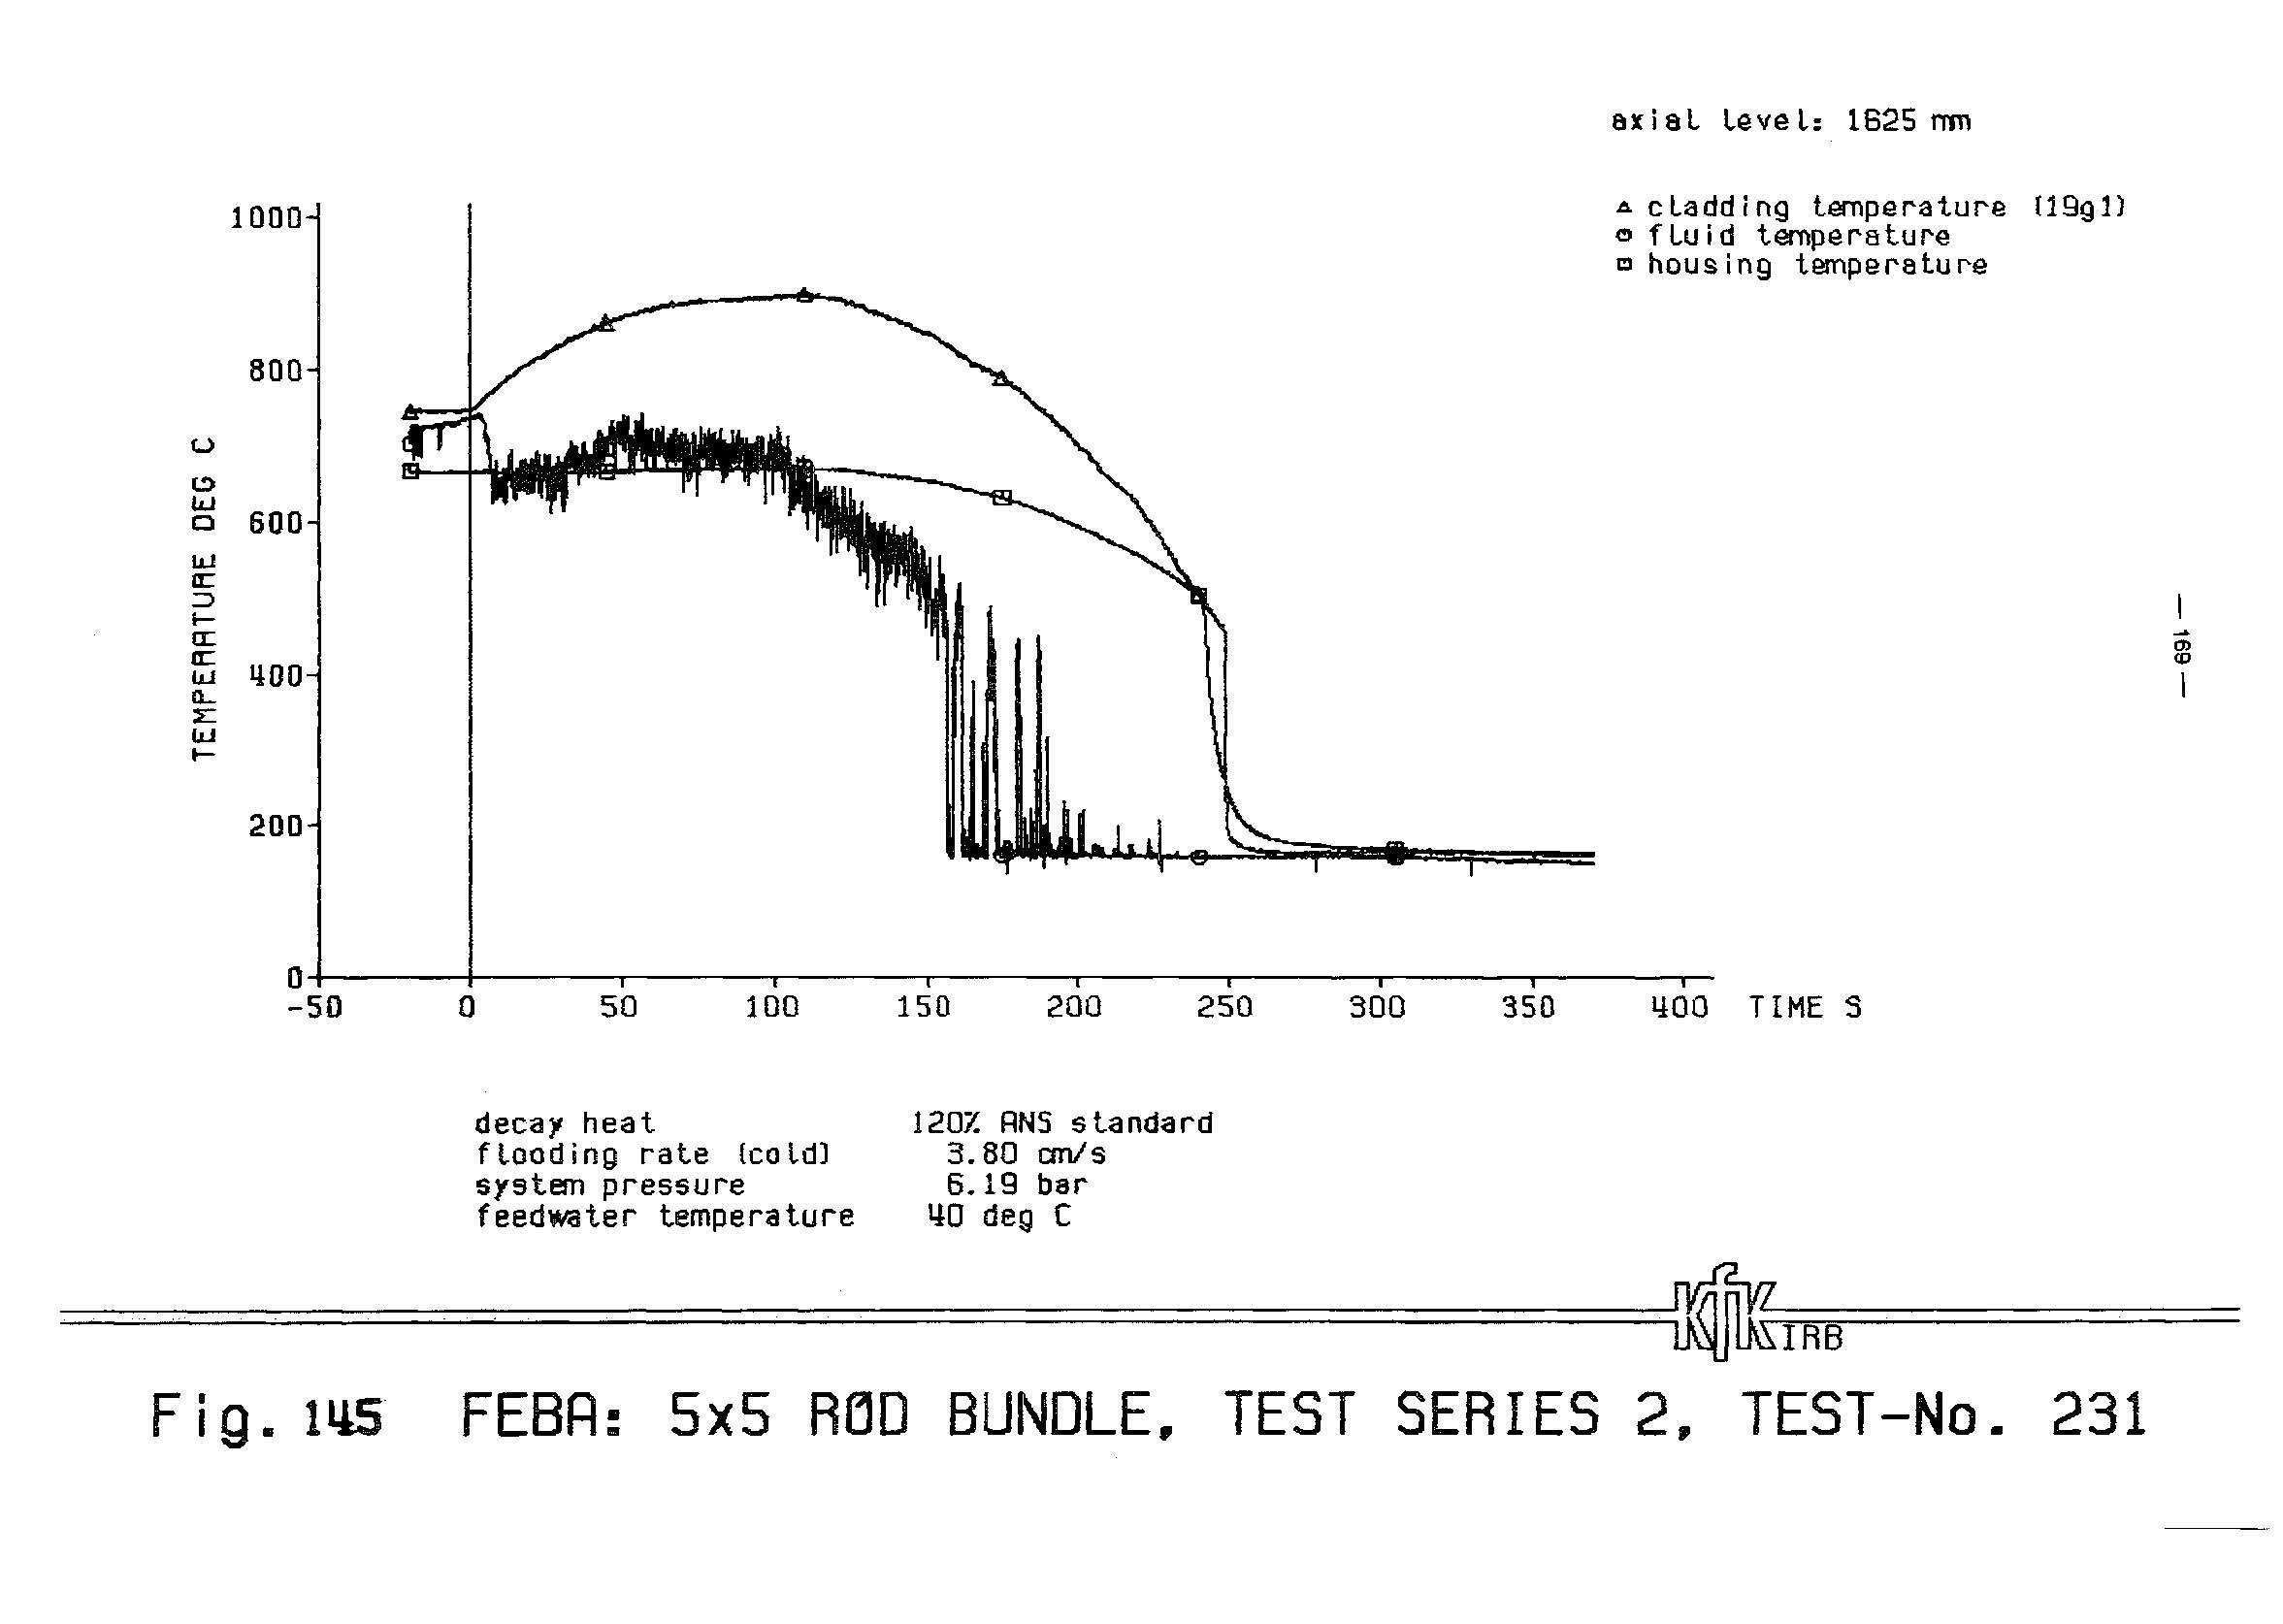 axial level: 1625 mm
cladding temperature (19g1)
fluid temperature
housing temperature
TEMPERATURE DEG C
1000
800
600
400
200
0
-50 0 50 100 150 200 250 300 350 400 TIME S
— 169 —
decay heat 120% ANS standard
flooding rate (cold) 3.80 cm/s
system pressure 6.19 bar
feedwater temperature 40 deg C
KfK IRB
Fig. 145 FEBA: 5x5 RØD BUNDLE, TEST SERIES 2, TEST-No. 231